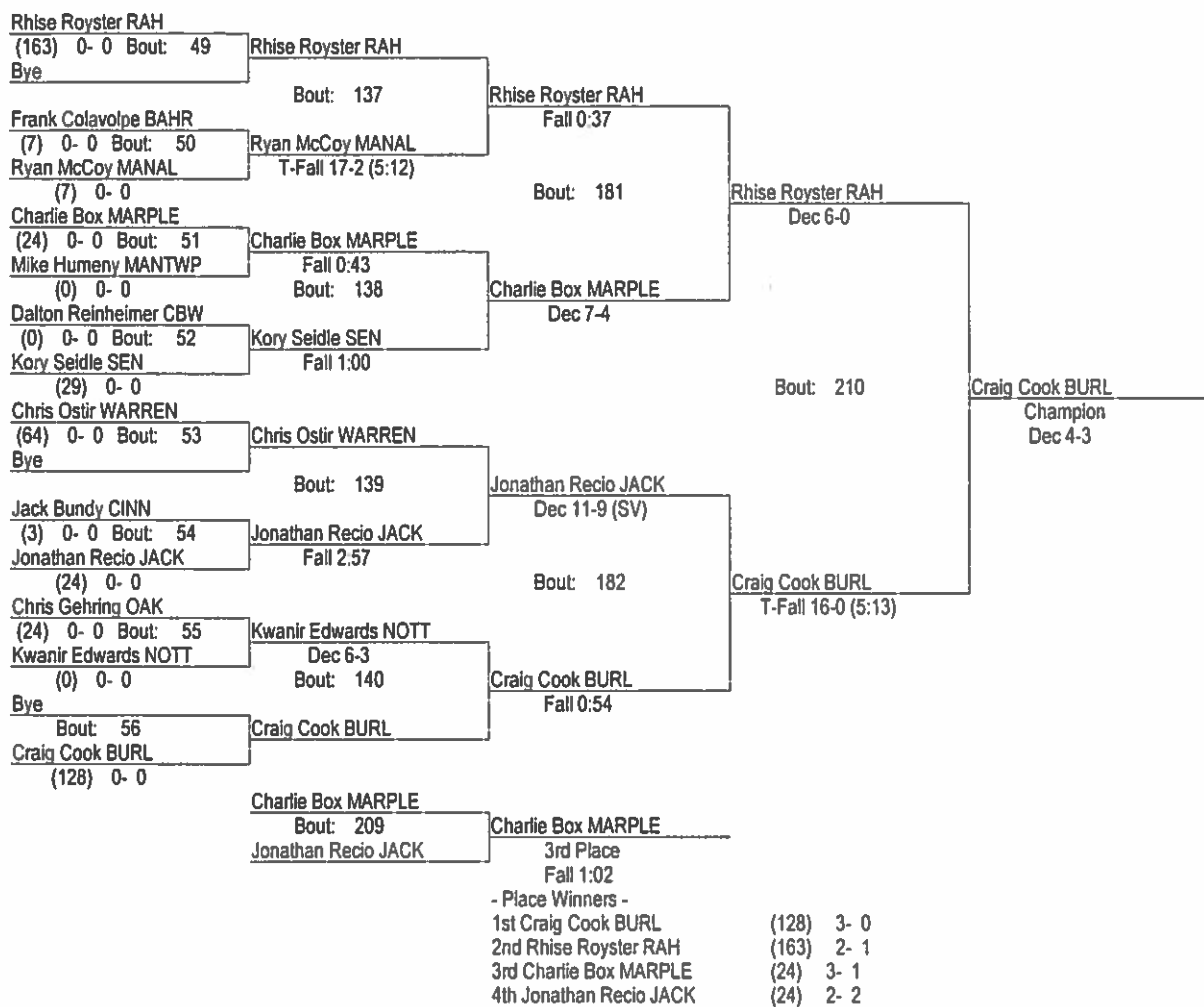 Rhise Royster RAH
(163) 0- 0 Bout: 49
Bye
Frank Colavolpe BAHR
(7) 0- 0 Bout: 50
Ryan McCoy MANAL
(7) 0- 0
Charlie Box MARPLE
(24) 0- 0 Bout: 51
Mike Humeny MANTWP
(0) 0- 0
Dalton Reinheimer CBW
(0) 0- 0 Bout: 52
Kory Seidle SEN
(29) 0- 0
Chris Ostir WARREN
(64) 0- 0 Bout: 53
Bye
Jack Bundy CINN
(3) 0- 0 Bout: 54
Jonathan Recio JACK
(24) 0- 0
Chris Gehring OAK
(24) 0- 0 Bout: 55
Kwanir Edwards NOTT
(0) 0- 0
Bye
Bout: 56
Craig Cook BURL
(128) 0- 0
Rhise Royster RAH
Bout: 137
Ryan McCoy MANAL
T-Fall 17-2 (5:12)
Charlie Box MARPLE
Fall 0:43
Bout: 138
Kory Seidle SEN
Fall 1:00
Chris Ostir WARREN
Bout: 139
Jonathan Recio JACK
Fall 2:57
Kwanir Edwards NOTT
Dec 6-3
Bout: 140
Craig Cook BURL
Rhise Royster RAH
Fall 0:37
Bout: 181
Charlie Box MARPLE
Dec 7-4
Jonathan Recio JACK
Dec 11-9 (SV)
Bout: 182
Craig Cook BURL
Fall 0:54
Rhise Royster RAH
Dec 6-0
Bout: 210
Craig Cook BURL
T-Fall 16-0 (5:13)
Craig Cook BURL
Champion
Dec 4-3
Charlie Box MARPLE
Bout: 209
Jonathan Recio JACK
Charlie Box MARPLE
3rd Place
Fall 1:02
- Place Winners -
1st Craig Cook BURL (128) 3- 0
2nd Rhise Royster RAH (163) 2- 1
3rd Charlie Box MARPLE (24) 3- 1
4th Jonathan Recio JACK (24) 2- 2